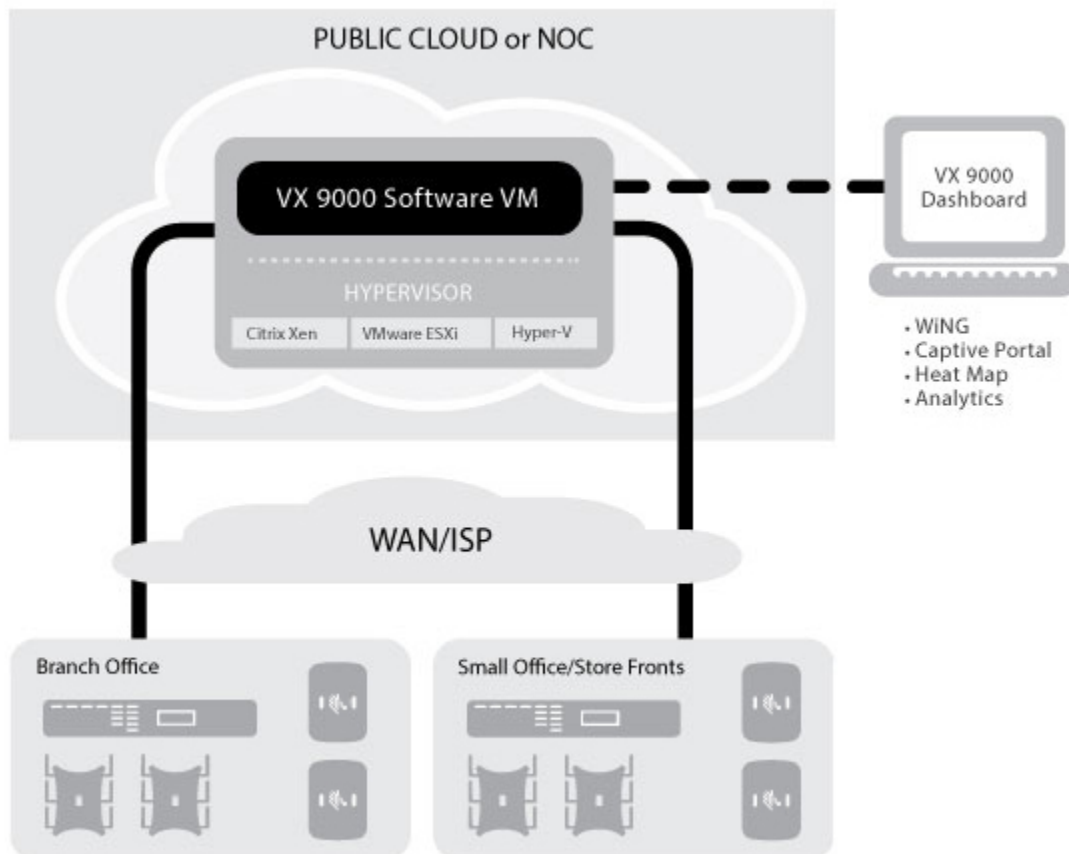 PUBLIC CLOUD or NOC
VX 9000 Software VM
HYPERVISOR
Citrix Xen
VMware ESXi
Hyper-V
VX 9000
Dashboard
• WiNG
• Captive Portal
• Heat Map
• Analytics
WAN/ISP
Branch Office
Small Office/Store Fronts